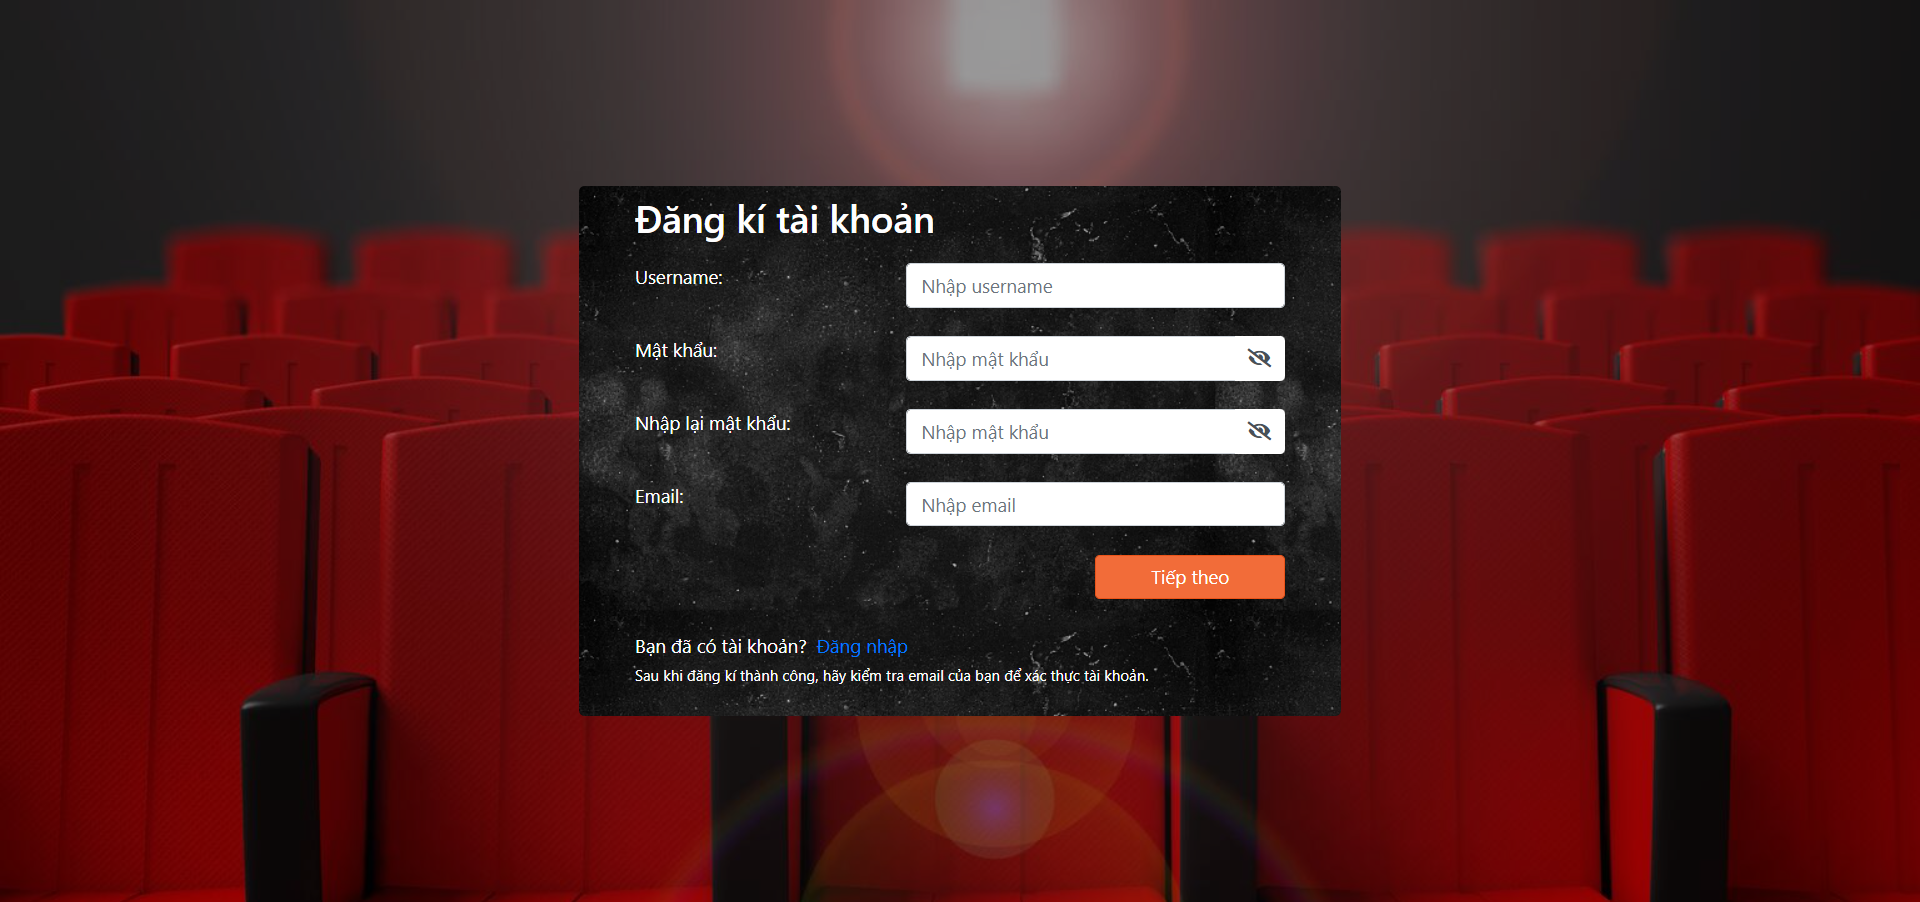 Đăng kí tài khoản
Username:
Nhập username
Mật khẩu:
Nhập mật khẩu
Nhập lại mật khẩu:
Nhập mật khẩu
Email:
Nhập email
Tiếp theo
Bạn đã có tài khoản? Đăng nhập
Sau khi đăng kí thành công, hãy kiểm tra email của bạn để xác thực tài khoản.